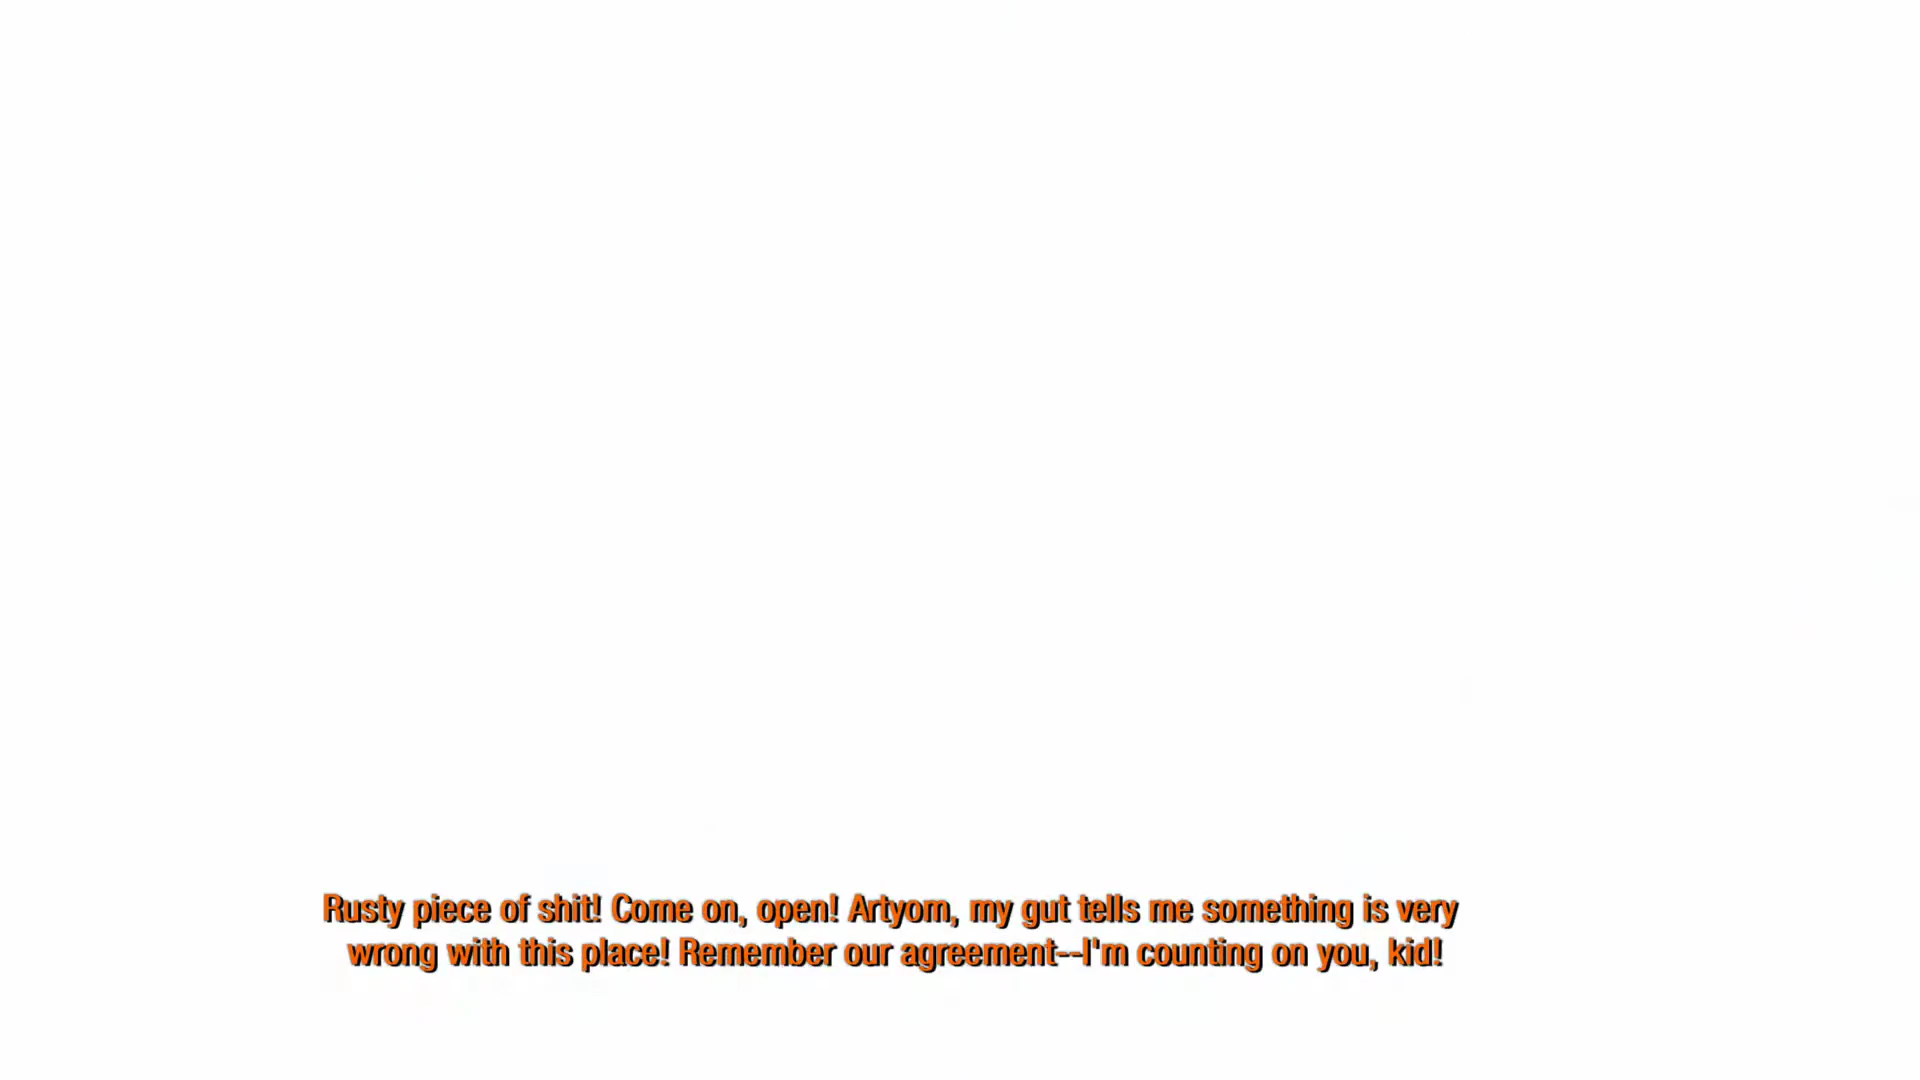 Rusty piece of shit! Come on, open! Artyom, my gut tells me something is very
wrong with this place! Remember our agreement--I'm counting on you, kid!